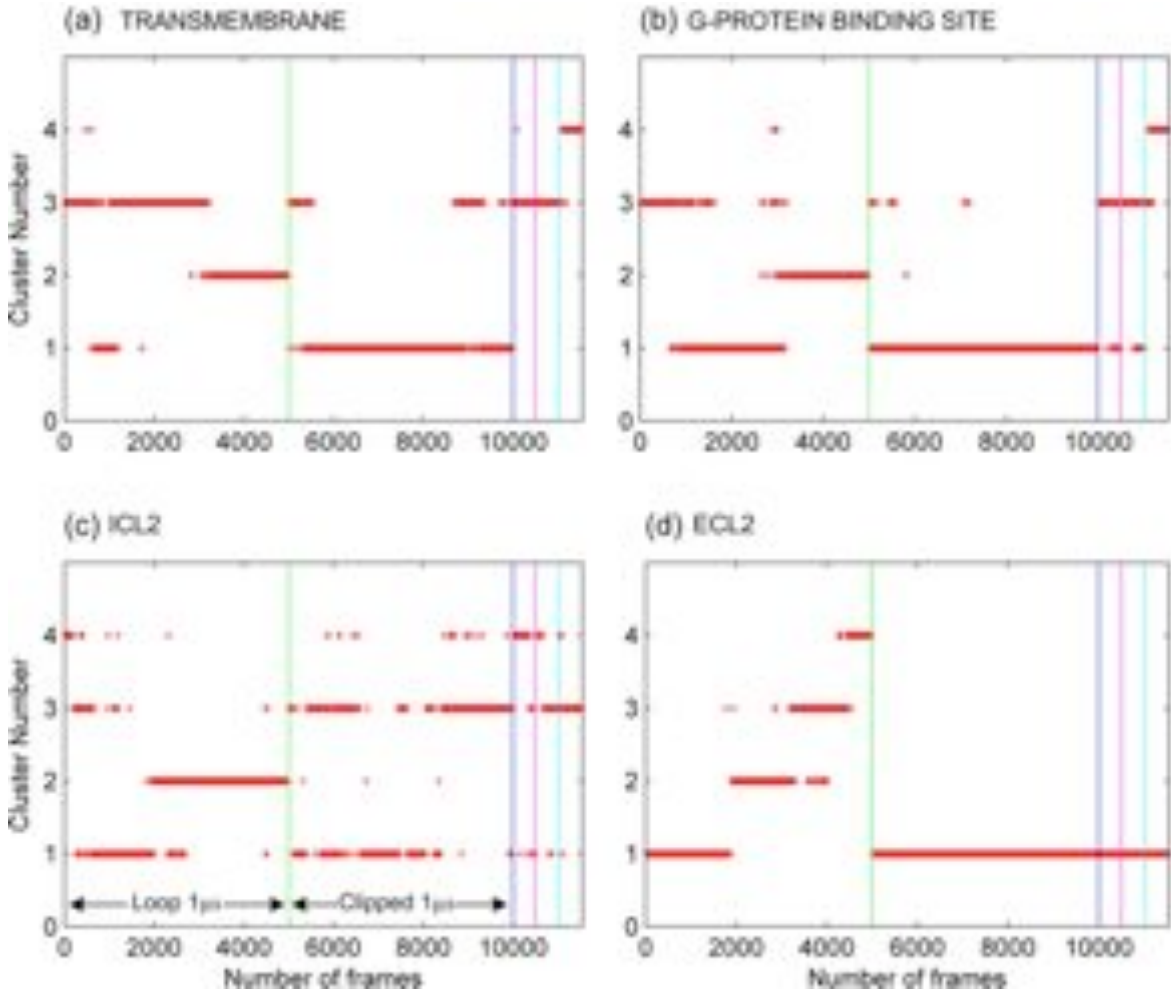 (a) TRANSMEMBRANE
(b) G-PROTEIN BINDING SITE
Cluster Number
4
3
2
1
0
0 2000 4000 6000 8000 10000
4
3
2
1
0
0 2000 4000 6000 8000 10000
(c) ICL2
(d) ECL2
Cluster Number
4
3
2
1
0
Loop 1μs
Clipped 1μs
0 2000 4000 6000 8000 10000
Number of frames
4
3
2
1
0
0 2000 4000 6000 8000 10000
Number of frames